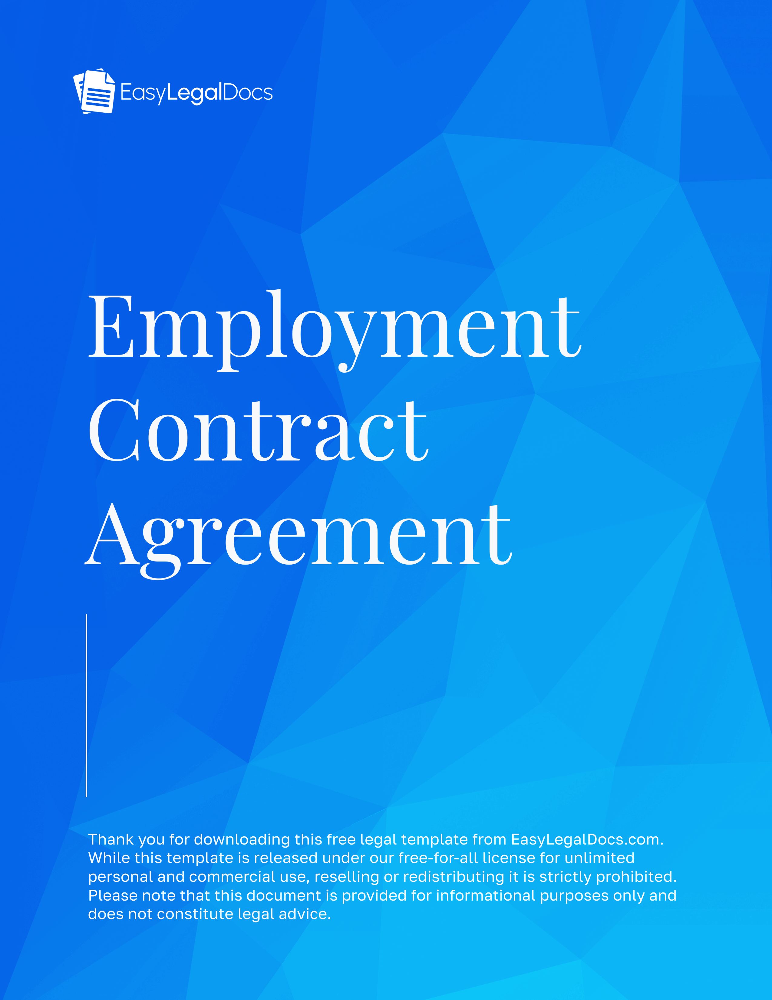 EasyLegalDocs
Employment
Contract
Agreement
Thank you for downloading this free legal template from EasyLegalDocs.com.
While this template is released under our free-for-all license for unlimited
personal and commercial use, reselling or redistributing it is strictly prohibited.
Please note that this document is provided for informational purposes only and
does not constitute legal advice.